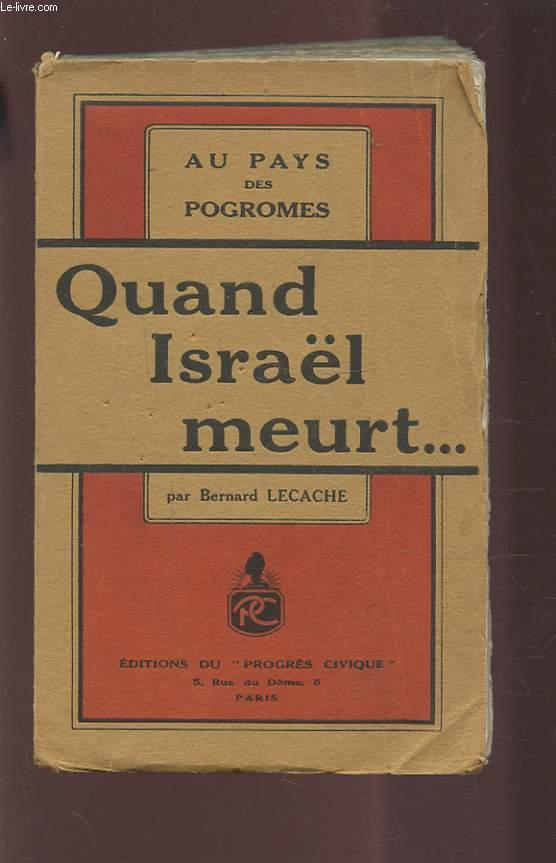 Le-livre.com
AU PAYS
DES
POGROMES
Quand
Israël
meurt...
par Bernard LECACHE
PC
ÉDITIONS DU "PROGRÈS CIVIQUE"
5, Rue du Dôme, 5
PARIS